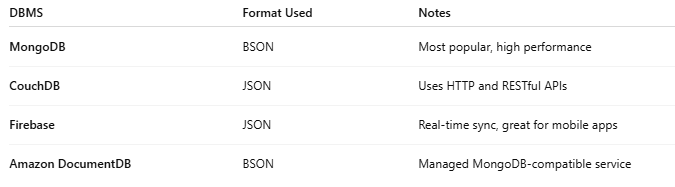 DBMS Format Used Notes
MongoDB BSON Most popular, high performance
CouchDB JSON Uses HTTP and RESTful APIs
Firebase JSON Real-time sync, great for mobile apps
Amazon DocumentDB BSON Managed MongoDB-compatible service